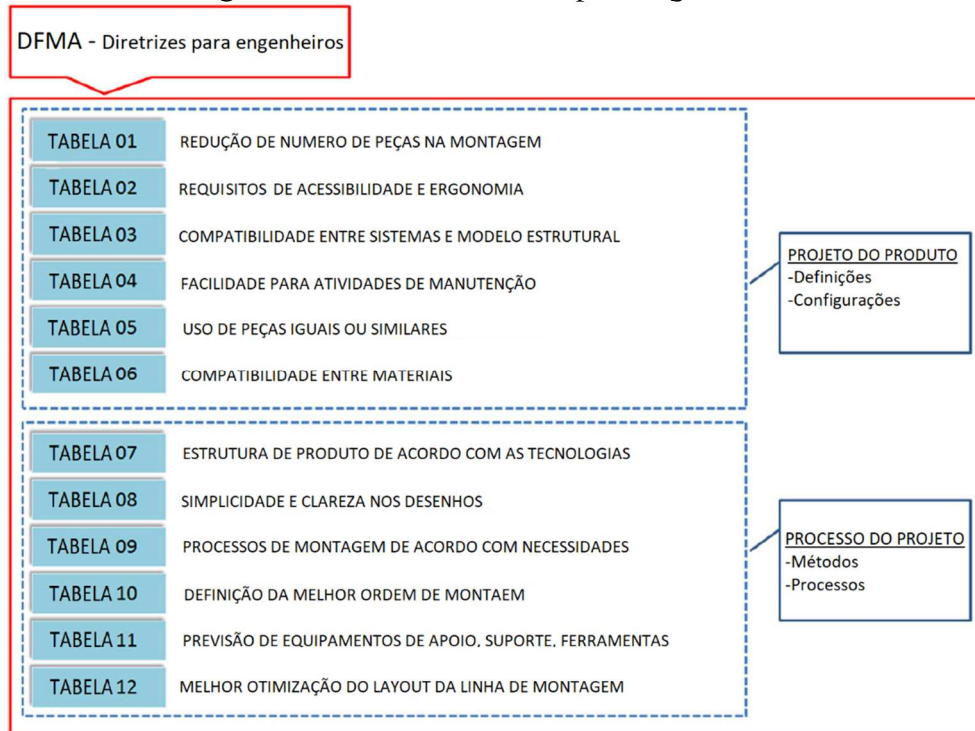 DFMA - Diretrizes para engenheiros
TABELA 01 REDUÇÃO DE NUMERO DE PEÇAS NA MONTAGEM
TABELA 02 REQUISITOS DE ACESSIBILIDADE E ERGONOMIA
TABELA 03 COMPATIBILIDADE ENTRE SISTEMAS E MODELO ESTRUTURAL
TABELA 04 FACILIDADE PARA ATIVIDADES DE MANUTENÇÃO
TABELA 05 USO DE PEÇAS IGUAIS OU SIMILARES
TABELA 06 COMPATIBILIDADE ENTRE MATERIAIS
PROJETO DO PRODUTO
-Definições
-Configurações
TABELA 07 ESTRUTURA DE PRODUTO DE ACORDO COM AS TECNOLOGIAS
TABELA 08 SIMPLICIDADE E CLAREZA NOS DESENHOS
TABELA 09 PROCESSOS DE MONTAGEM DE ACORDO COM NECESSIDADES
TABELA 10 DEFINIÇÃO DA MELHOR ORDEM DE MONTAEM
TABELA 11 PREVISÃO DE EQUIPAMENTOS DE APOIO, SUPORTE, FERRAMENTAS
TABELA 12 MELHOR OTIMIZAÇÃO DO LAYOUT DA LINHA DE MONTAGEM
PROCESSO DO PROJETO
-Métodos
-Processos